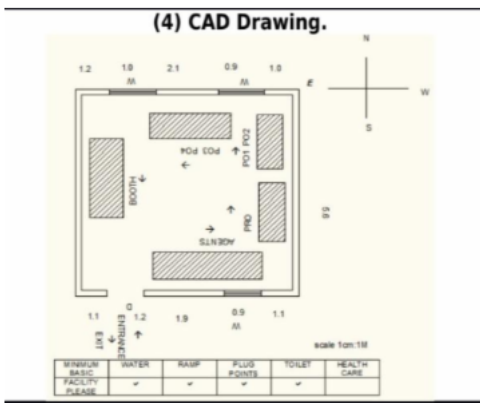 (4) CAD Drawing.
N
1.2 1.0 2.1 0.9 1.0
W W
E
W
S
PO4 PO3
PO1 PO2
BOOTH
PRO
AGENTS
5.6
D
1.1 1.2 1.9 0.9 1.1
W
EXIT
ENTRANCE
scale 1cm:1M
MINIMUM BASIC WATER RAMP PLUG POINTS TOILET HEALTH CARE
FACILITY PLEASE